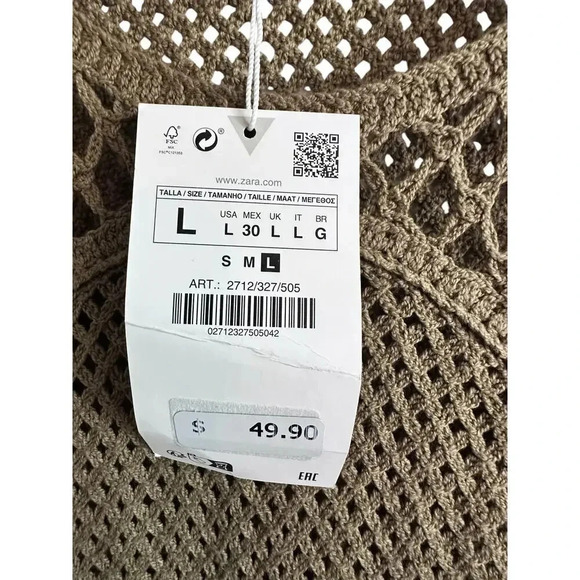 FSC
MIX
www.zara.com
TALLA / SIZE / TAMANHO / TAILLE / MAAT / ΜΕΓΕΘΟΣ
L
USA MEX UK IT BR
L 30 L L G
S M L
ART.: 2712/327/505
02712327505042
$ 49.90
EAC